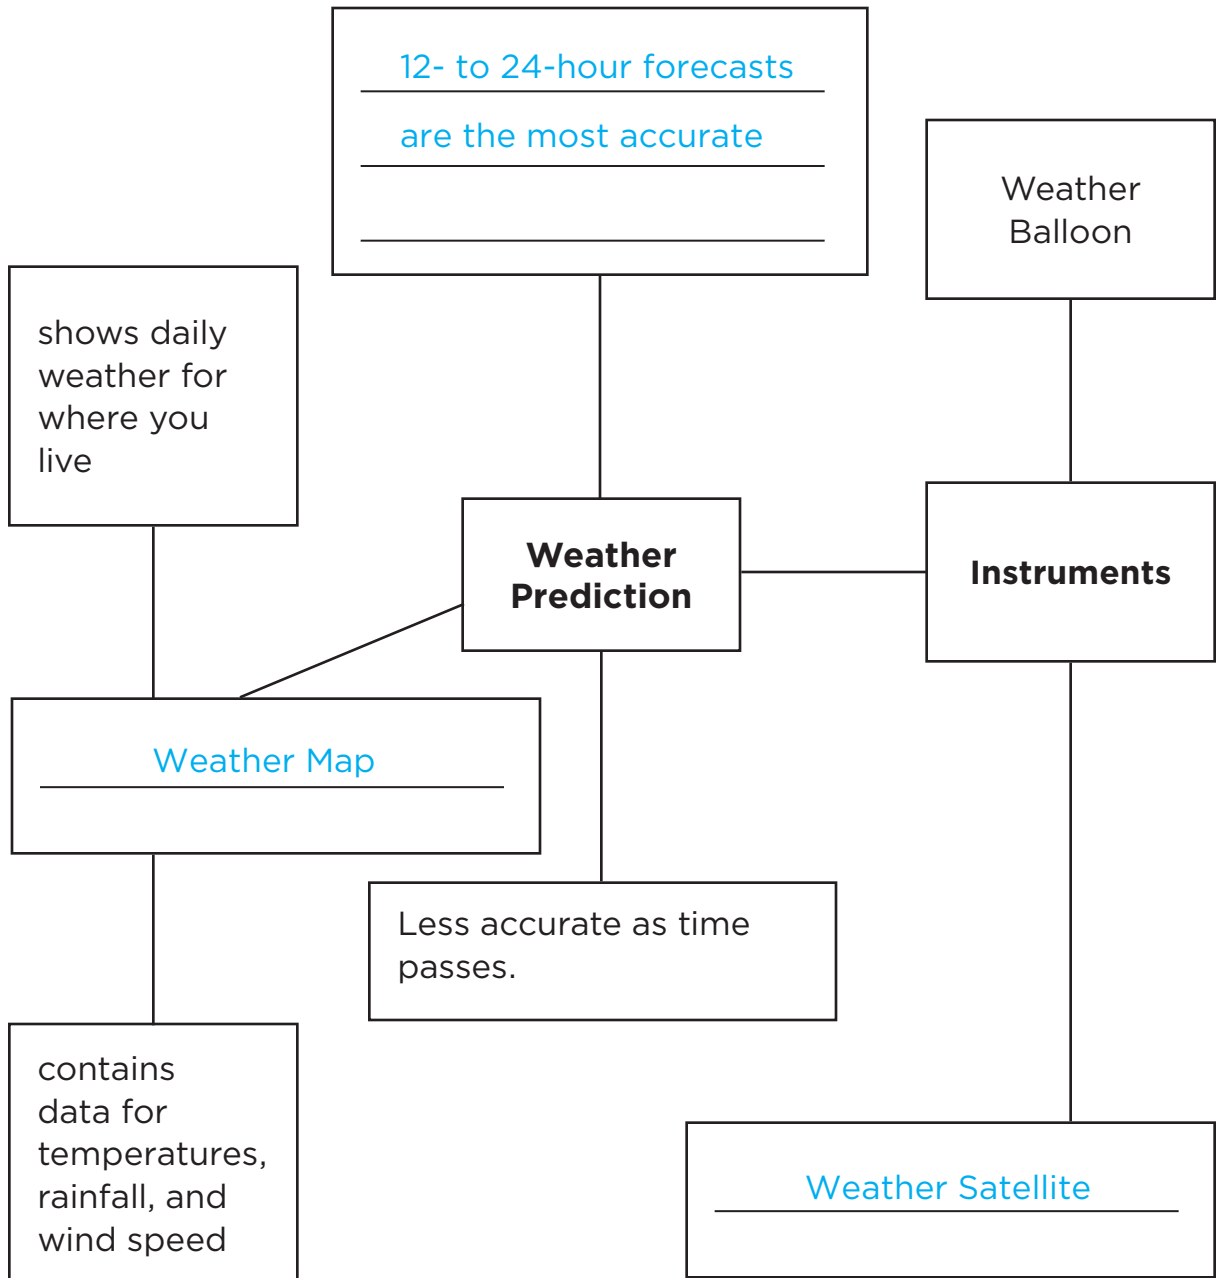 12- to 24-hour forecasts
are the most accurate
Weather
Balloon
shows daily
weather for
where you
live
Weather
Prediction
Instruments
Weather Map
Less accurate as time
passes.
contains
data for
temperatures,
rainfall, and
wind speed
Weather Satellite